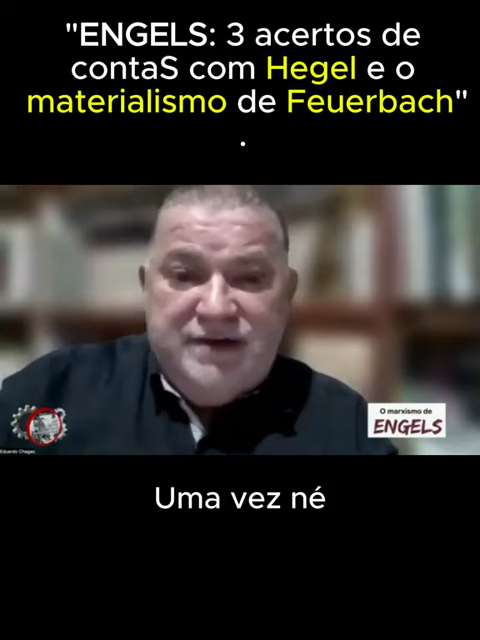 "ENGELS: 3 acertos de
contaS com Hegel e o
materialismo de Feuerbach"
.
O marxismo de
ENGELS
Eduardo Chagas
Uma vez né